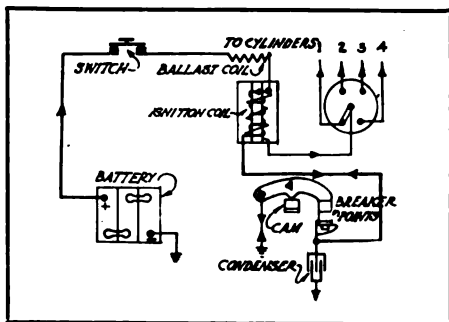 TO CYLINDERS 1 2 3 4
SWITCH
BALLAST COIL
IGNITION COIL
BATTERY
+
-
BREAKER
POINTS
CAM
CONDENSER